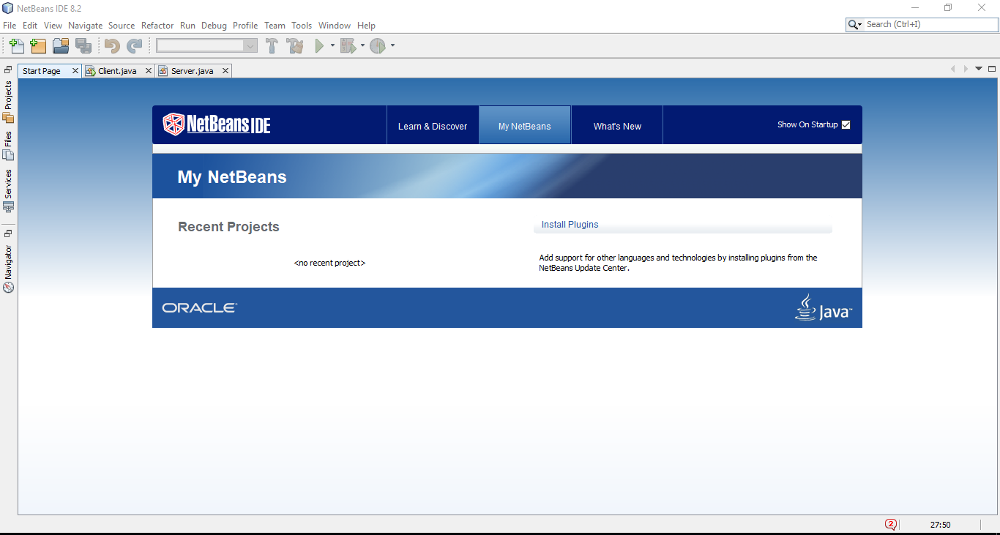 NetBeans IDE 8.2
File Edit View Navigate Source Refactor Run Debug Profile Team Tools Window Help
Search (Ctrl+I)
Start Page Client.java Server.java
Projects
Files
Services
Navigator
NetBeans IDE
Learn & Discover My NetBeans What's New Show On Startup
My NetBeans
Recent Projects
<no recent project>
Install Plugins
Add support for other languages and technologies by installing plugins from the
NetBeans Update Center.
ORACLE
Java™
2 27:50